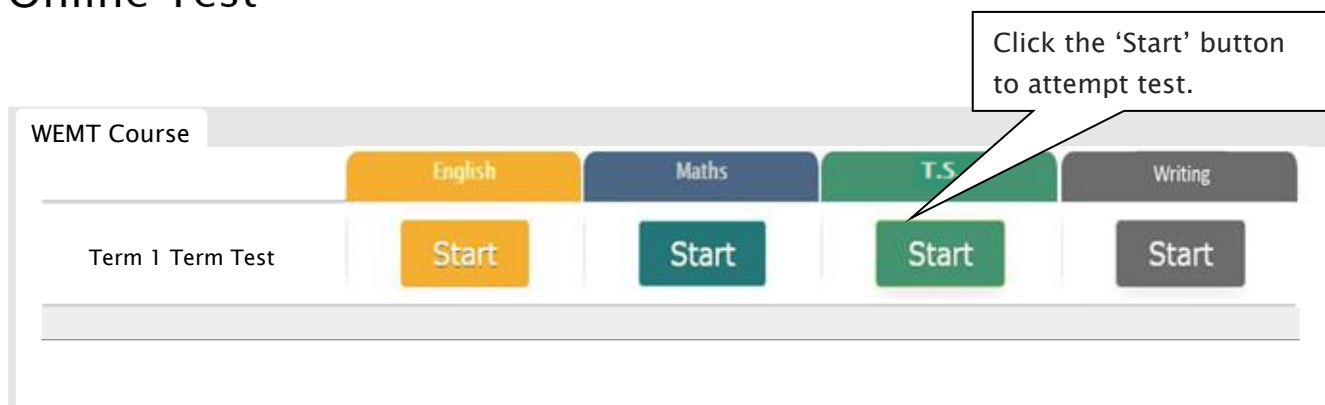 Online Test
Click the ‘Start’ button
to attempt test.
WEMT Course
English Maths T.S. Writing
Term 1 Term Test Start Start Start Start